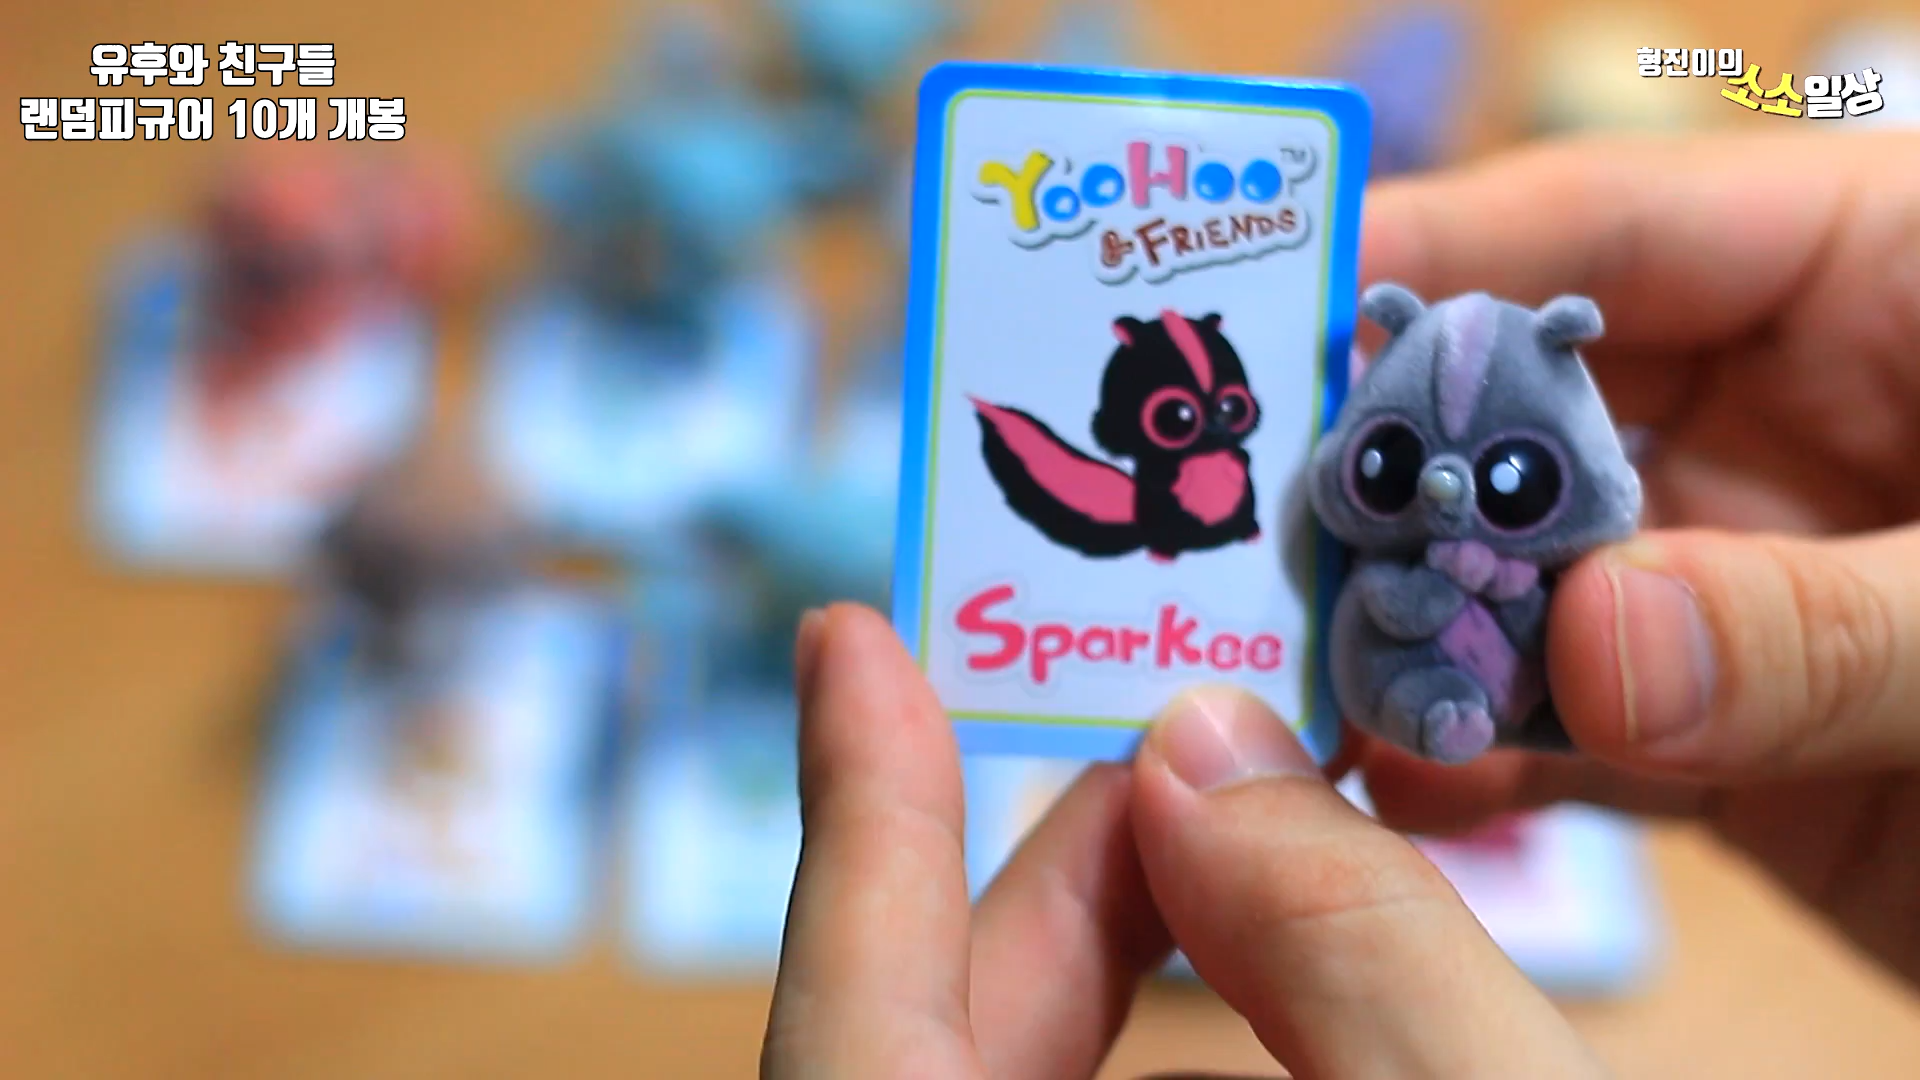 유후와 친구들
랜덤피규어 10개 개봉
형진이의
소소일상
YooHoo™
& FRIENDS
Sparkee